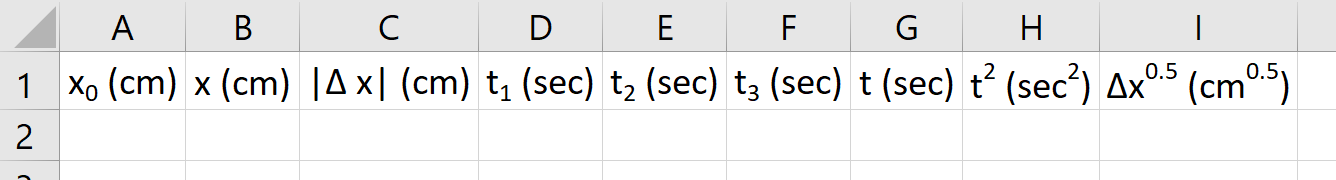 A B C D E F G H I
1 x₀ (cm) x (cm) |Δ x| (cm) t₁ (sec) t₂ (sec) t₃ (sec) t (sec) t² (sec²) Δx⁰·⁵ (cm⁰·⁵)
2